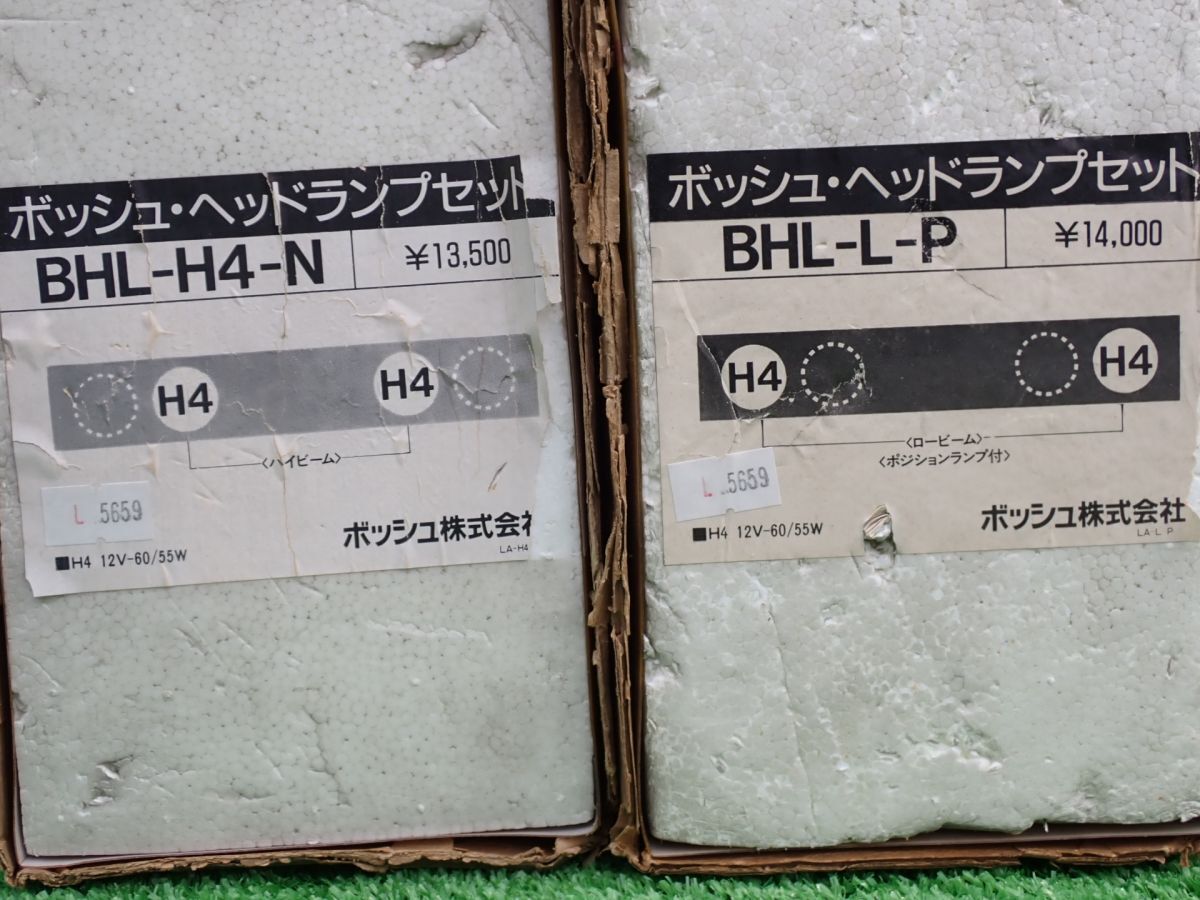 ボッシュ・ヘッドランプセット
BHL-H4-N
¥13,500
H4
H4
〈ハイビーム〉
L 5659
■H4 12V-60/55W
ボッシュ株式会社
LA-H4
ボッシュ・ヘッドランプセット
BHL-L-P
¥14,000
H4
H4
〈ロービーム〉
〈ポジションランプ付〉
L 5659
■H4 12V-60/55W
ボッシュ株式会社
LA-L P